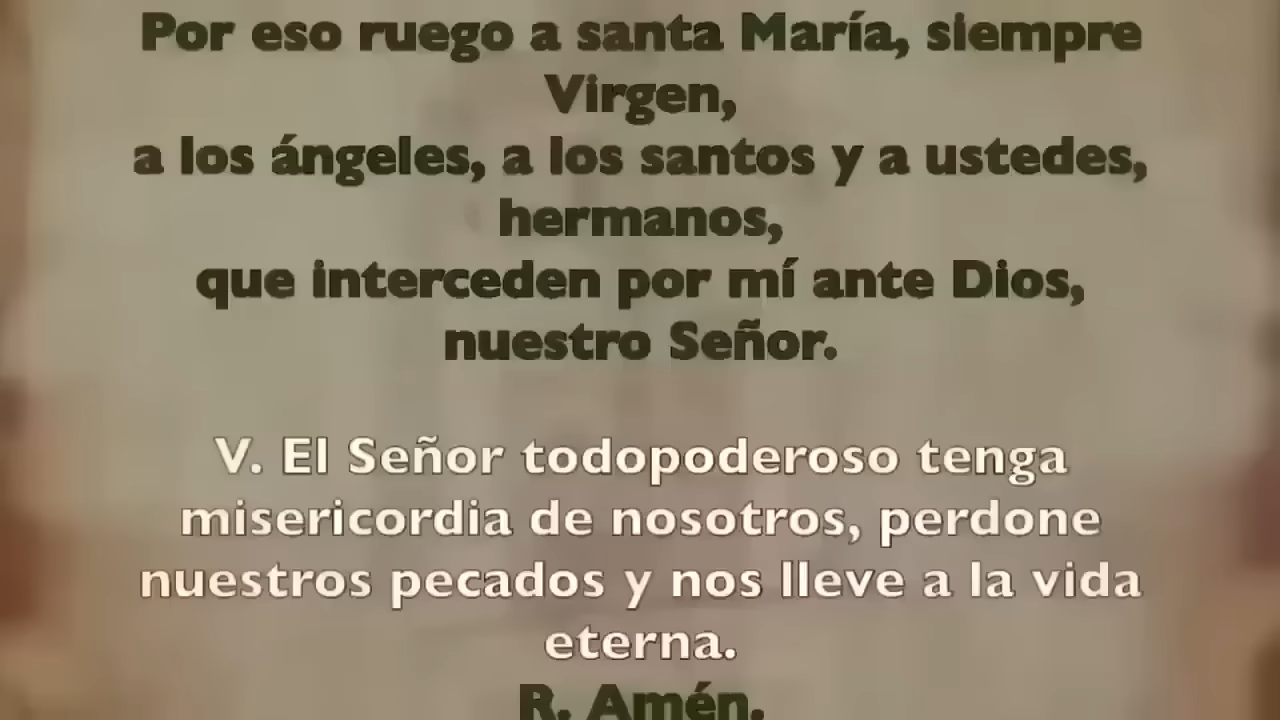 Por eso ruego a santa María, siempre
Virgen,
a los ángeles, a los santos y a ustedes,
hermanos,
que interceden por mí ante Dios,
nuestro Señor.
V. El Señor todopoderoso tenga
misericordia de nosotros, perdone
nuestros pecados y nos lleve a la vida
eterna.
R. Amén.